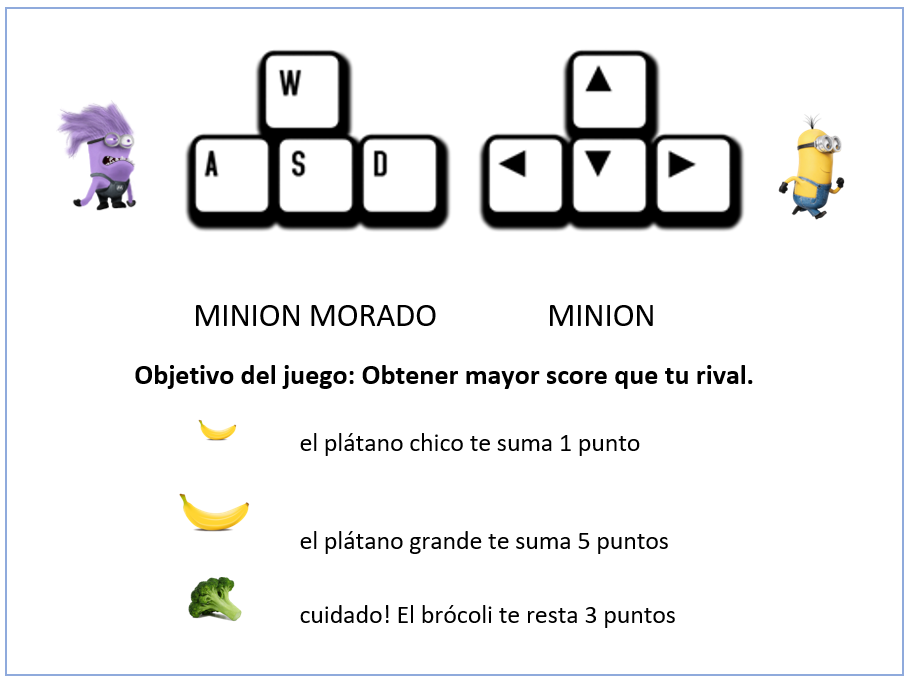 W
A S D
▲
◀ ▼ ▶
MINION MORADO
MINION
Objetivo del juego: Obtener mayor score que tu rival.
el plátano chico te suma 1 punto
el plátano grande te suma 5 puntos
cuidado! El brócoli te resta 3 puntos